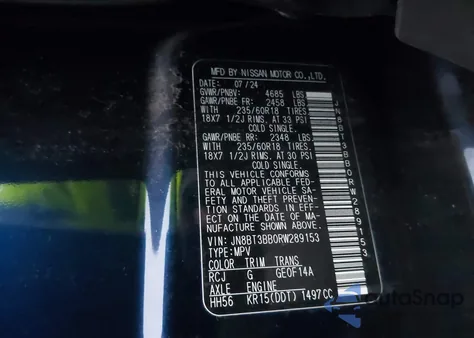 MFD BY NISSAN MOTOR CO.,LTD.
DATE: 07/24
GVWR/PNBV: 4685 LBS
GAWR/PNBE FR: 2458 LBS
WITH 235/60R18 TIRES
18X7 1/2J RIMS, AT 33 PSI
COLD SINGLE.
GAWR/PNBE RR: 2348 LBS
WITH 235/60R18 TIRES
18X7 1/2J RIMS, AT 30 PSI
COLD SINGLE.
THIS VEHICLE CONFORMS
TO ALL APPLICABLE FED-
ERAL MOTOR VEHICLE SA-
FETY AND THEFT PREVEN-
TION STANDARDS IN EFF-
ECT ON THE DATE OF MA-
NUFACTURE SHOWN ABOVE.
VIN: JN8BT3BB0RW289153
TYPE: MPV
COLOR TRIM TRANS
RCJ G GE0F14A
AXLE ENGINE
HH56 KR15(DDT) 1497CC
JN8BT3BB0RW289153
AutoSnap